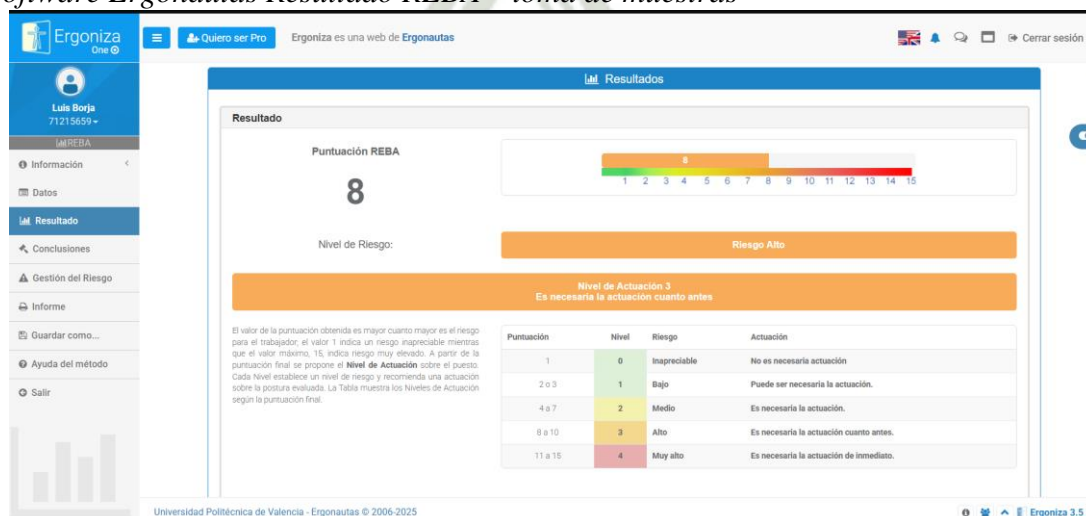 oftware Ergonautas Resultado REBA – toma de muestras
Ergoniza
One
Quiero ser Pro
Ergoniza es una web de Ergonautas
Cerrar sesión
Luis Borja
71215659
REBA
Información
Datos
Resultado
Conclusiones
Gestión del Riesgo
Informe
Guardar como...
Ayuda del método
Salir
Resultados
Resultado
Puntuación REBA
8
8
1 2 3 4 5 6 7 8 9 10 11 12 13 14 15
Nivel de Riesgo:
Riesgo Alto
Nivel de Actuación 3
Es necesaria la actuación cuanto antes
El valor de la puntuación obtenida es mayor cuanto mayor es el riesgo
para el trabajador; el valor 1 indica un riesgo inapreciable mientras
que el valor máximo, 15, indica riesgo muy elevado. A partir de la
puntuación final se propone el Nivel de Actuación sobre el puesto.
Cada Nivel establece un nivel de riesgo y recomienda una actuación
sobre la postura evaluada. La Tabla muestra los Niveles de Actuación
según la puntuación final.
Puntuación Nivel Riesgo Actuación
1 0 Inapreciable No es necesaria actuación
2 o 3 1 Bajo Puede ser necesaria la actuación.
4 a 7 2 Medio Es necesaria la actuación.
8 a 10 3 Alto Es necesaria la actuación cuanto antes.
11 a 15 4 Muy alto Es necesaria la actuación de inmediato.
Universidad Politécnica de Valencia - Ergonautas © 2006-2025
Ergoniza 3.5